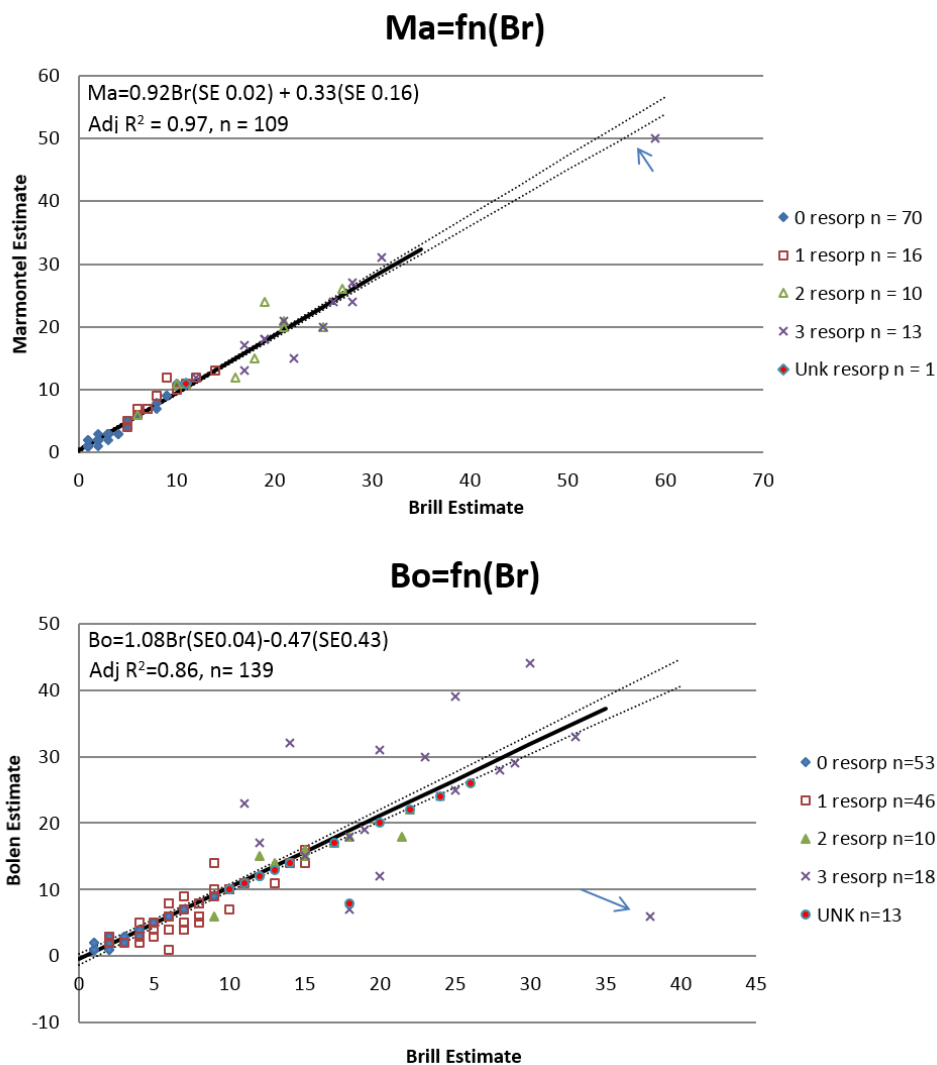 Ma=fn(Br)
60
50
40
30
20
10
0
Marmontel Estimate
Ma=0.92Br(SE 0.02) + 0.33(SE 0.16)
Adj R² = 0.97, n = 109
0 10 20 30 40 50 60 70
Brill Estimate
0 resorp n = 70
1 resorp n = 16
2 resorp n = 10
3 resorp n = 13
Unk resorp n = 1
Bo=fn(Br)
50
40
30
20
10
0
-10
Bolen Estimate
Bo=1.08Br(SE0.04)-0.47(SE0.43)
Adj R²=0.86, n= 139
0 5 10 15 20 25 30 35 40 45
Brill Estimate
0 resorp n=53
1 resorp n=46
2 resorp n=10
3 resorp n=18
UNK n=13